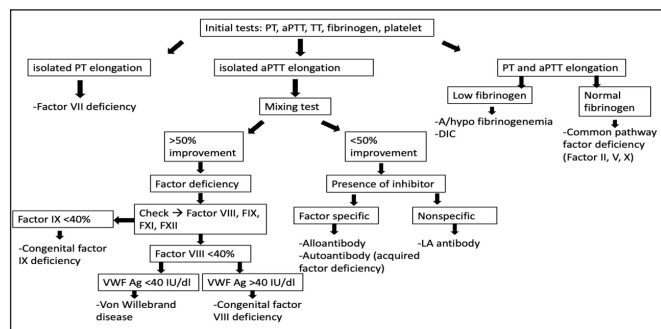 Initial tests: PT, aPTT, TT, fibrinogen, platelet
isolated PT elongation
-Factor VII deficiency
isolated aPTT elongation
Mixing test
>50%
improvement
Factor deficiency
Check → Factor VIII, FIX,
FXI, FXII
Factor IX <40%
-Congenital factor
IX deficiency
Factor VIII <40%
VWF Ag <40 IU/dl
-Von Willebrand
disease
VWF Ag >40 IU/dl
-Congenital factor
VIII deficiency
<50%
improvement
Presence of inhibitor
Factor specific
-Alloantibody
-Autoantibody (acquired
factor deficiency)
Nonspecific
-LA antibody
PT and aPTT elongation
Low fibrinogen
-A/hypo fibrinogenemia
-DIC
Normal
fibrinogen
-Common pathway
factor deficiency
(Factor II, V, X)